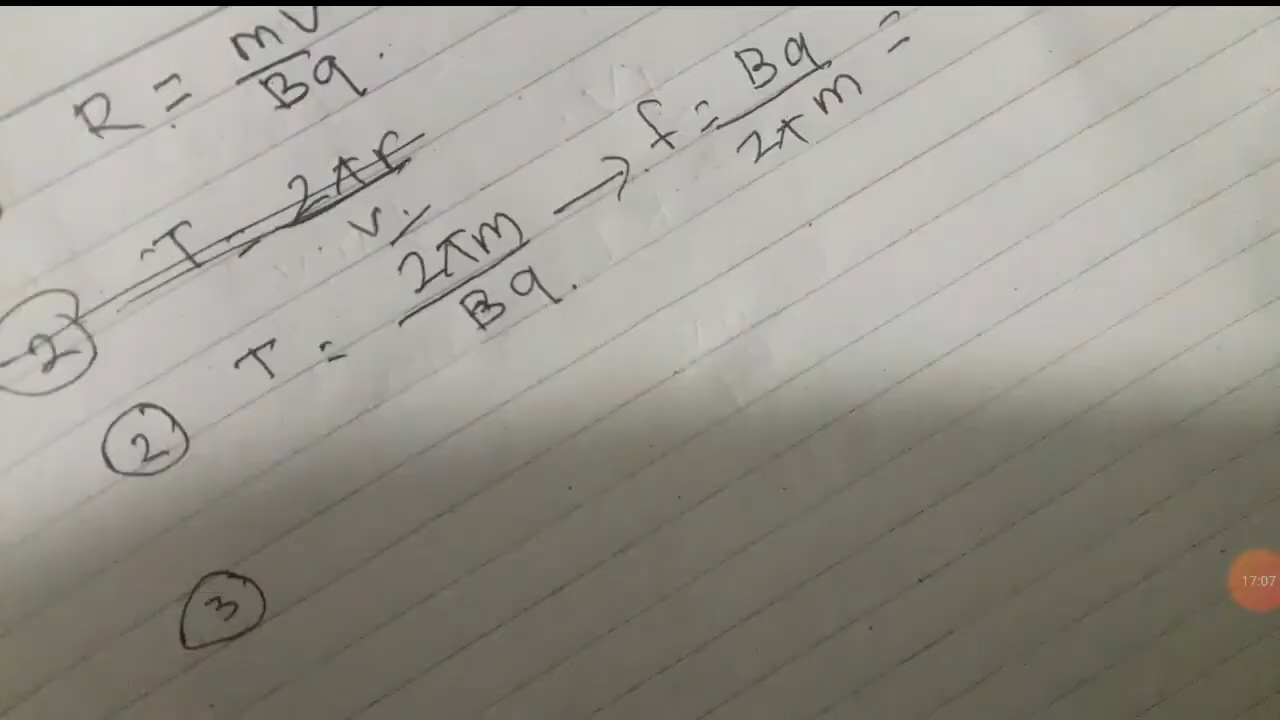 R = mv/Bq.
T = 2πr/v.
T = 2πm/Bq. → f = Bq/2πm =
2
2
3
17:07